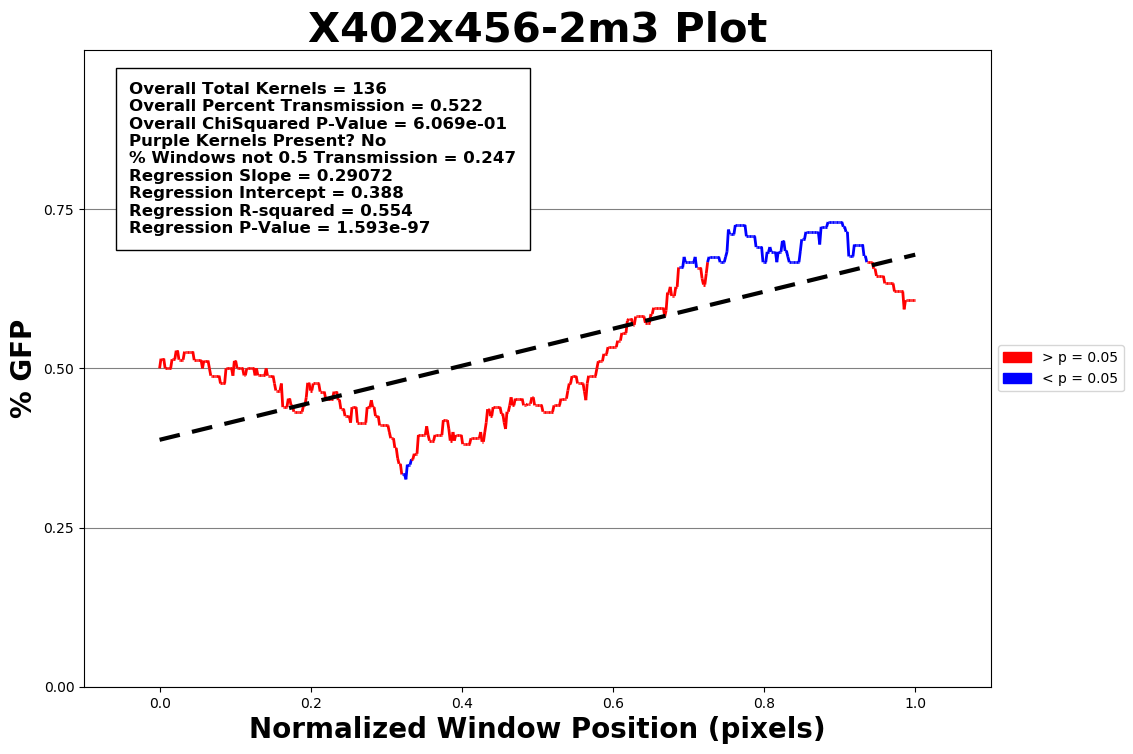 X402x456-2m3 Plot
Overall Total Kernels = 136
Overall Percent Transmission = 0.522
Overall ChiSquared P-Value = 6.069e-01
Purple Kernels Present? No
% Windows not 0.5 Transmission = 0.247
Regression Slope = 0.29072
Regression Intercept = 0.388
Regression R-squared = 0.554
Regression P-Value = 1.593e-97
% GFP
0.75
0.50
0.25
0.00
> p = 0.05
< p = 0.05
0.0 0.2 0.4 0.6 0.8 1.0
Normalized Window Position (pixels)